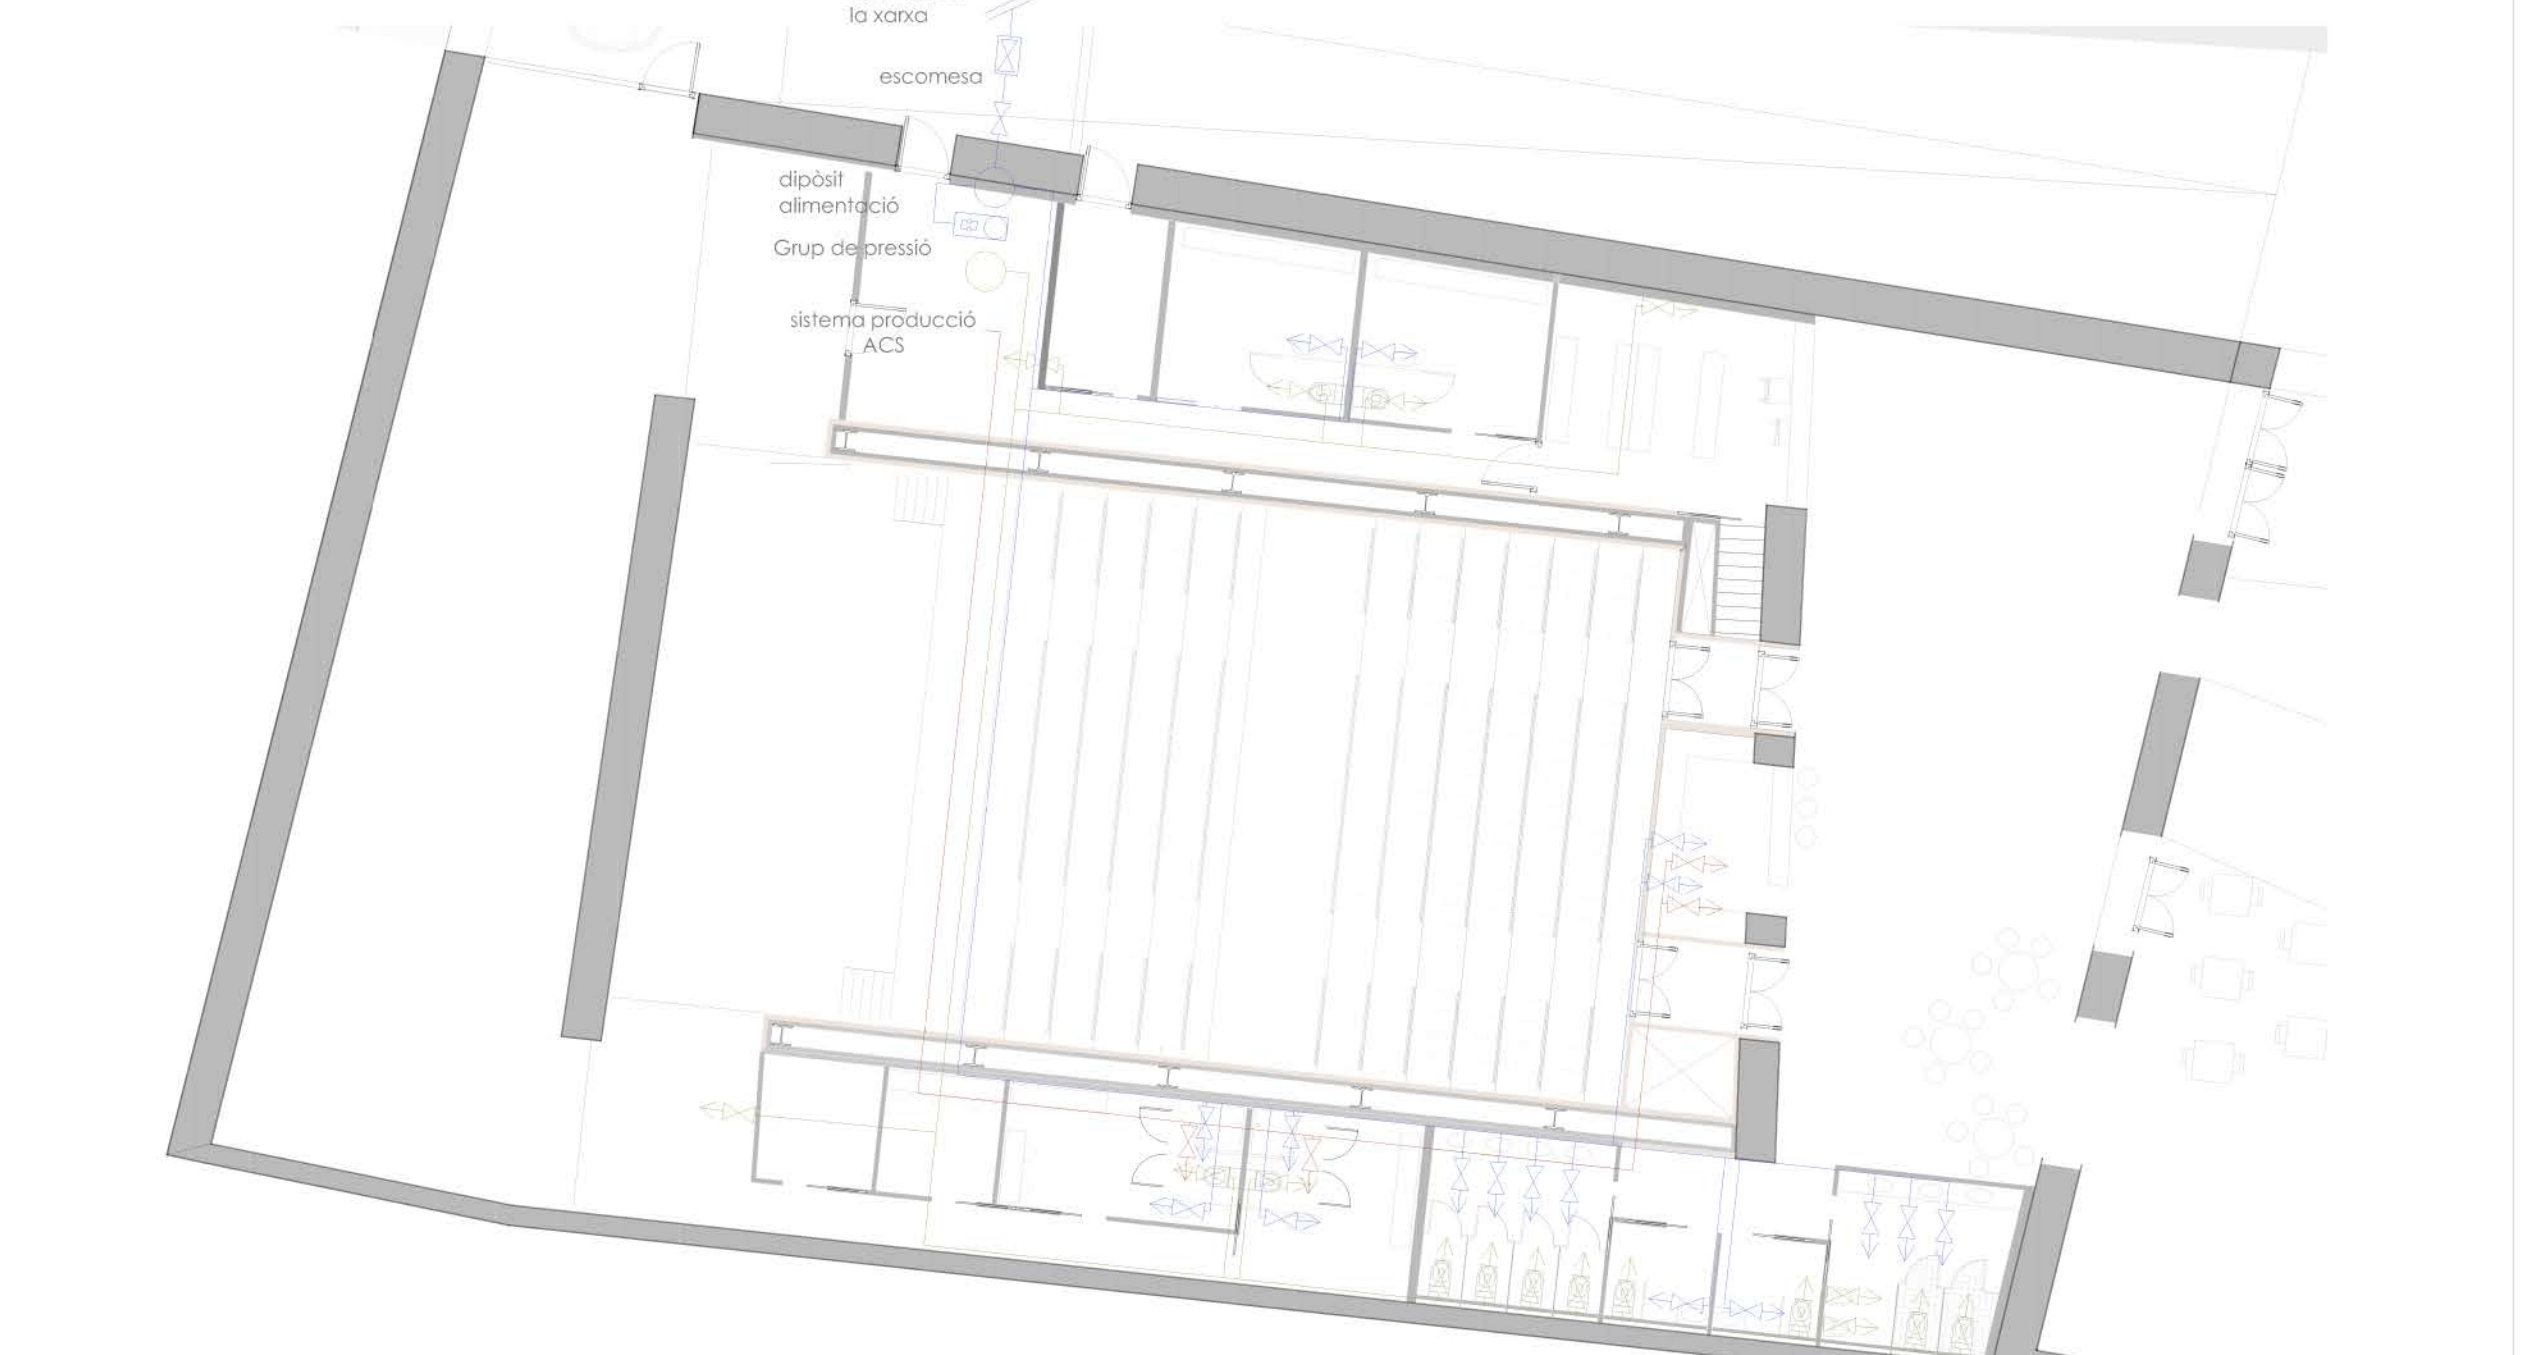 la xarxa
escomesa
dipòsit
alimentació
Grup de pressió
sistema producció
ACS